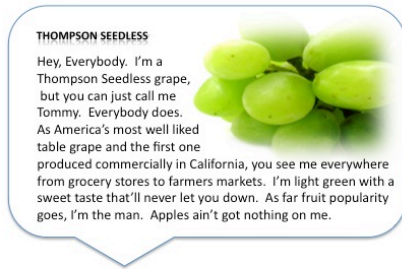 THOMPSON SEEDLESS
Hey, Everybody. I'm a
Thompson Seedless grape,
but you can just call me
Tommy. Everybody does.
As America's most well liked
table grape and the first one
produced commercially in California, you see me everywhere
from grocery stores to farmers markets. I'm light green with a
sweet taste that'll never let you down. As far fruit popularity
goes, I'm the man. Apples ain't got nothing on me.